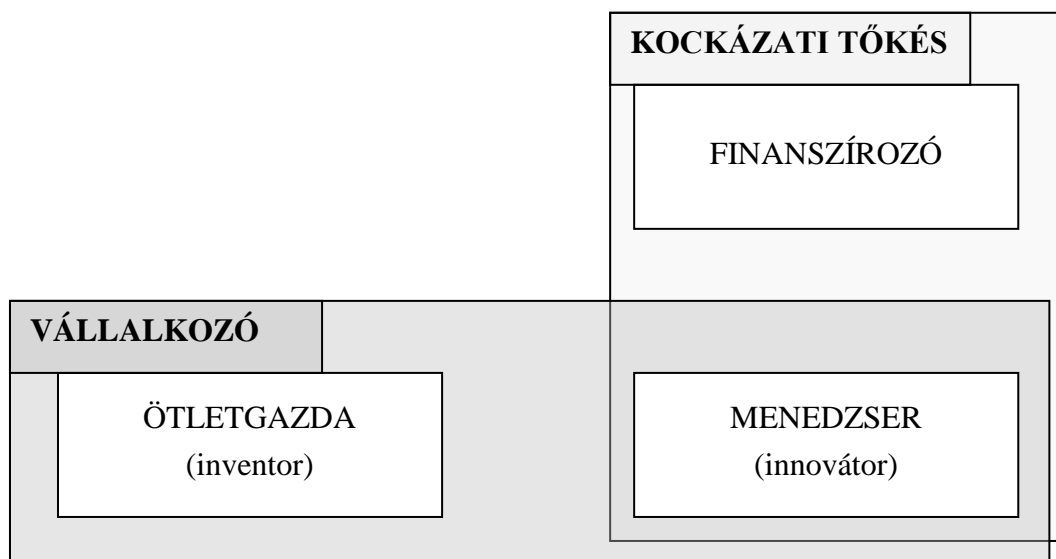 KOCKÁZATI TŐKÉS
FINANSZÍROZÓ
VÁLLALKOZÓ
ÖTLETGAZDA
(inventor)
MENEDZSER
(innovátor)